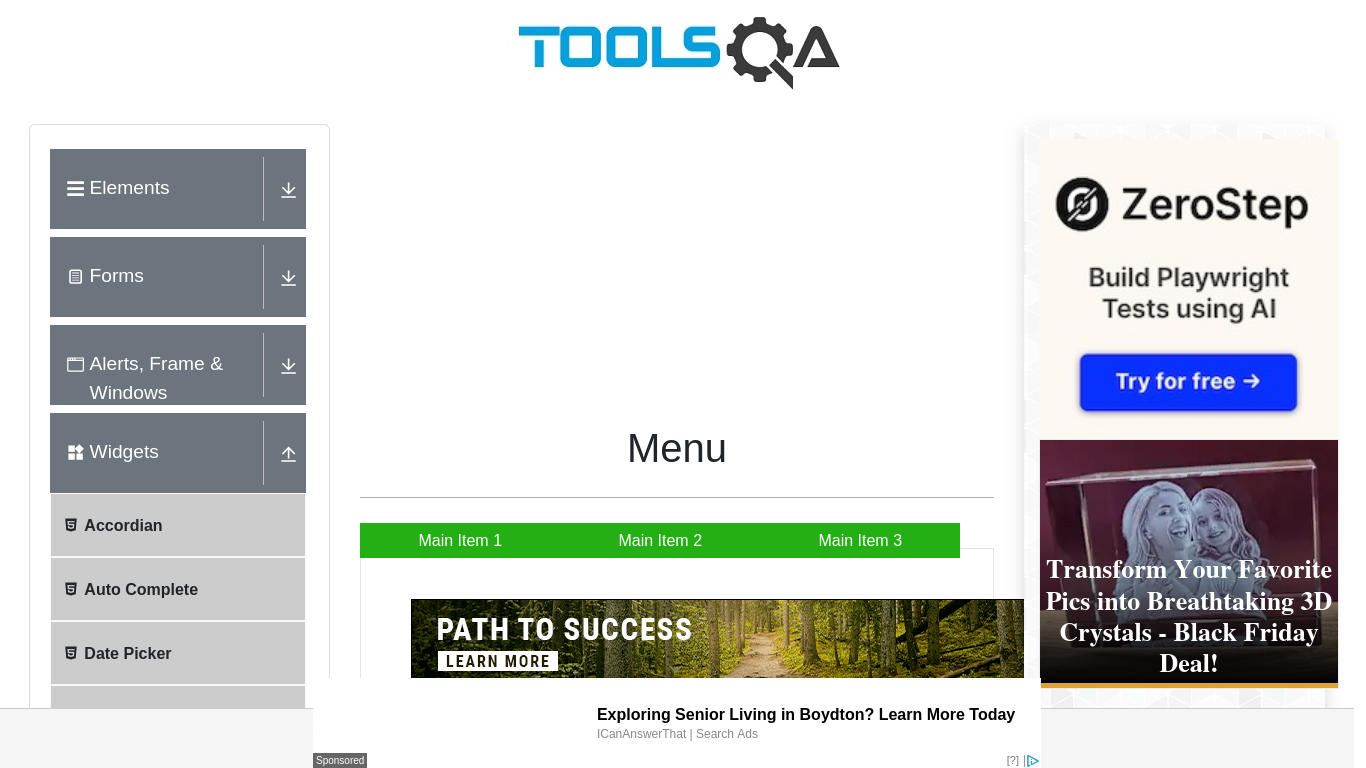 TOOLSQA
Elements
Forms
Alerts, Frame &
Windows
Widgets
Accordian
Auto Complete
Date Picker
Menu
Main Item 1
Main Item 2
Main Item 3
PATH TO SUCCESS
LEARN MORE
ZeroStep
Build Playwright
Tests using AI
Try for free →
Transform Your Favorite
Pics into Breathtaking 3D
Crystals - Black Friday
Deal!
Exploring Senior Living in Boydton? Learn More Today
ICanAnswerThat | Search Ads
Sponsored
[?] |